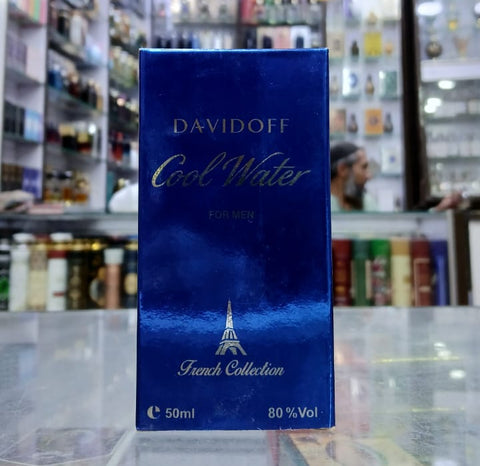 DAVIDOFF
Cool Water
FOR MEN
French Collection
e 50ml 80 %Vol